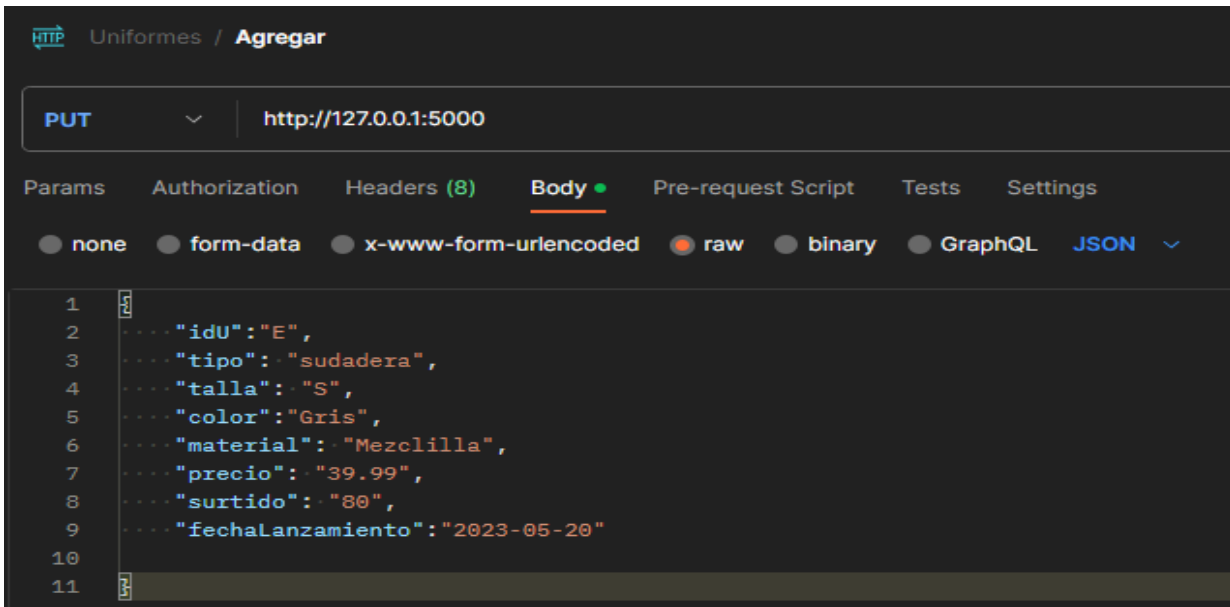 HTTP Uniformes / Agregar
PUT http://127.0.0.1:5000
Params Authorization Headers (8) Body Pre-request Script Tests Settings
none form-data x-www-form-urlencoded raw binary GraphQL JSON
1 {
2 "idU":"E",
3 "tipo": "sudadera",
4 "talla": "S",
5 "color":"Gris",
6 "material": "Mezclilla",
7 "precio": "39.99",
8 "surtido": "80",
9 "fechaLanzamiento":"2023-05-20"
10
11 }